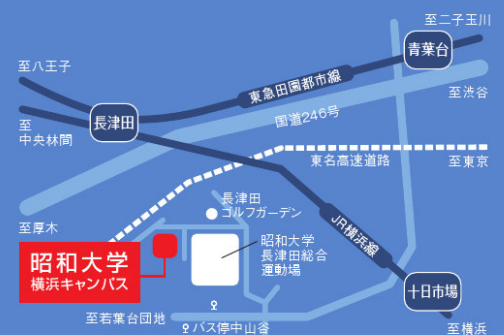 至二子玉川
青葉台
至八王子
東急田園都市線
至渋谷
長津田
国道246号
至
中央林間
東名高速道路
至東京
長津田
ゴルフガーデン
至厚木
JR横浜線
昭和大学
長津田総合
運動場
昭和大学
横浜キャンパス
十日市場
至若葉台団地
バス停中山谷
至横浜